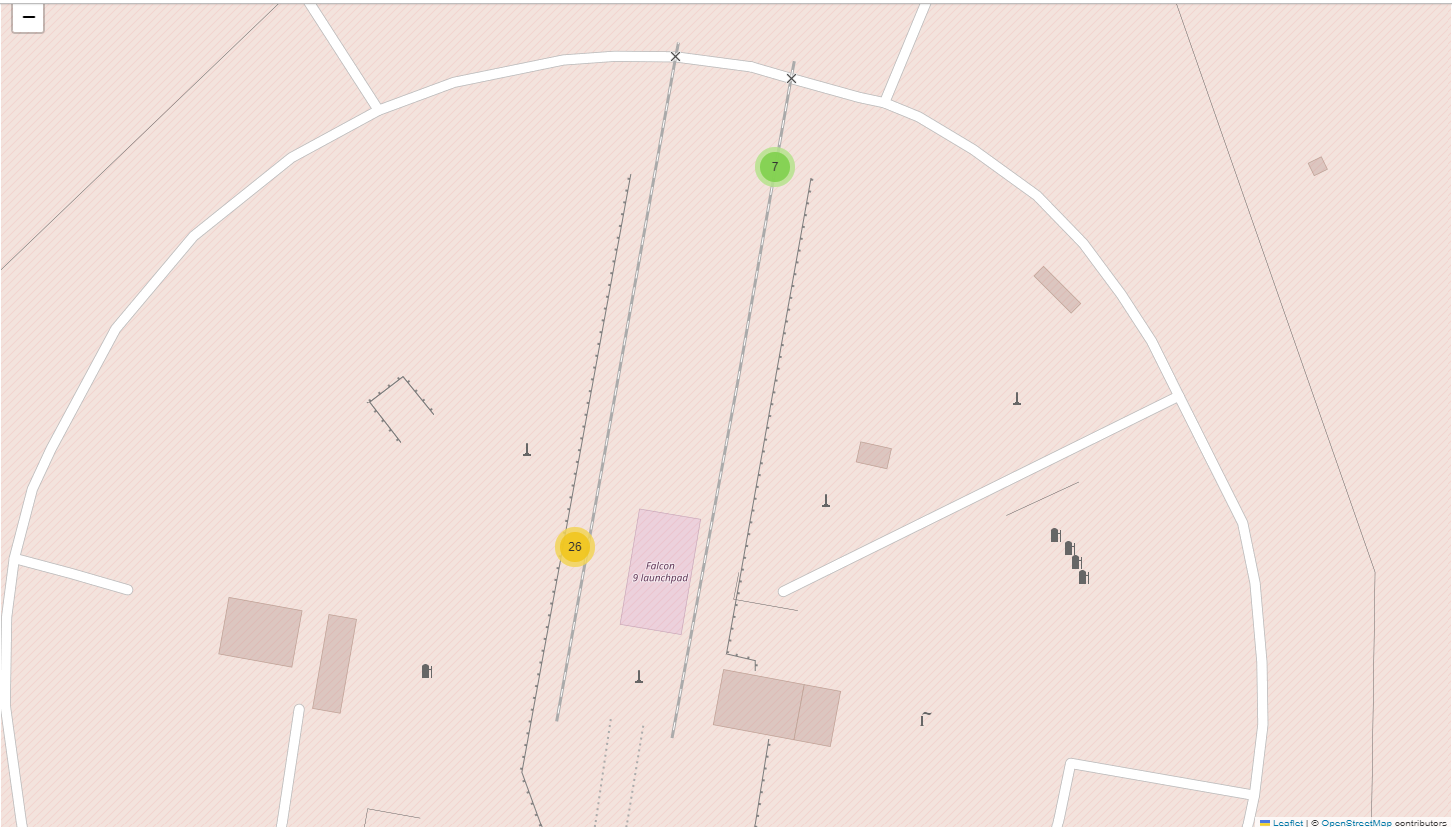 −
7
26
Falcon
9 launchpad
Leaflet | © OpenStreetMap contributors